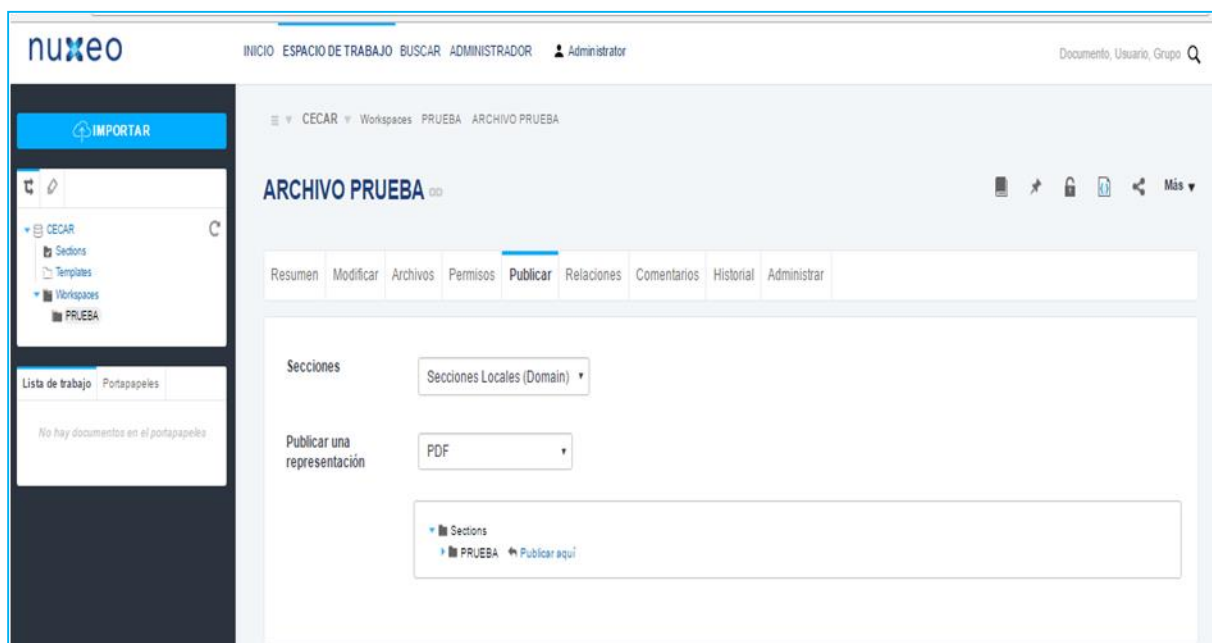 nuxeo
INICIO ESPACIO DE TRABAJO BUSCAR ADMINISTRADOR Administrator
Documento, Usuario, Grupo
IMPORTAR
CECAR Workspaces PRUEBA ARCHIVO PRUEBA
ARCHIVO PRUEBA
Más
CECAR
Sections
Templates
Workspaces
PRUEBA
Resumen Modificar Archivos Permisos Publicar Relaciones Comentarios Historial Administrar
Lista de trabajo Portapapeles
No hay documentos en el portapapeles
Secciones
Secciones Locales (Domain)
Publicar una
representación
PDF
Sections
PRUEBA Publicar aquí